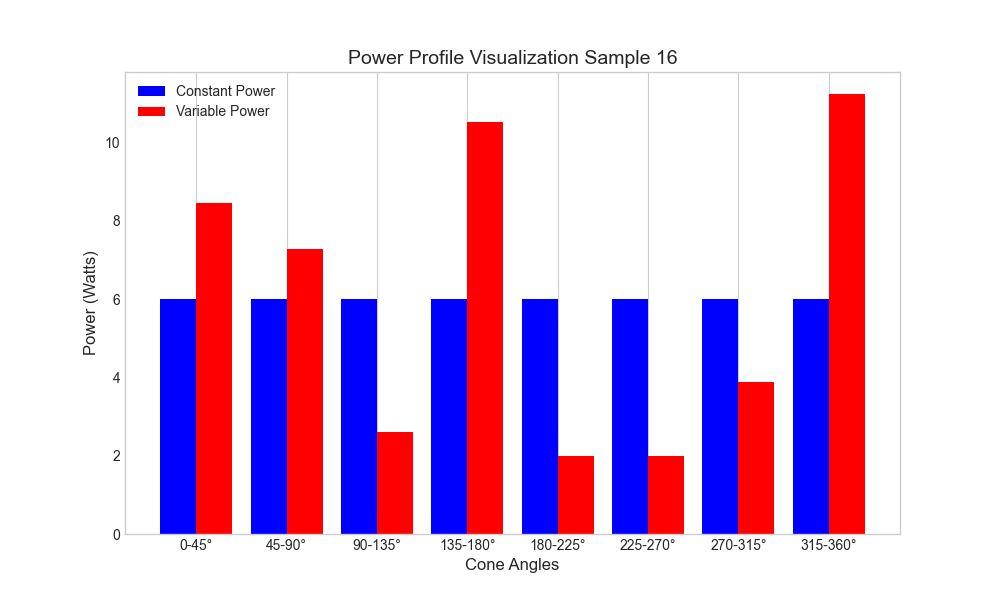 Power Profile Visualization Sample 16
Constant Power
Variable Power
Power (Watts)
10
8
6
4
2
0
0-45°
45-90°
90-135°
135-180°
180-225°
225-270°
270-315°
315-360°
Cone Angles